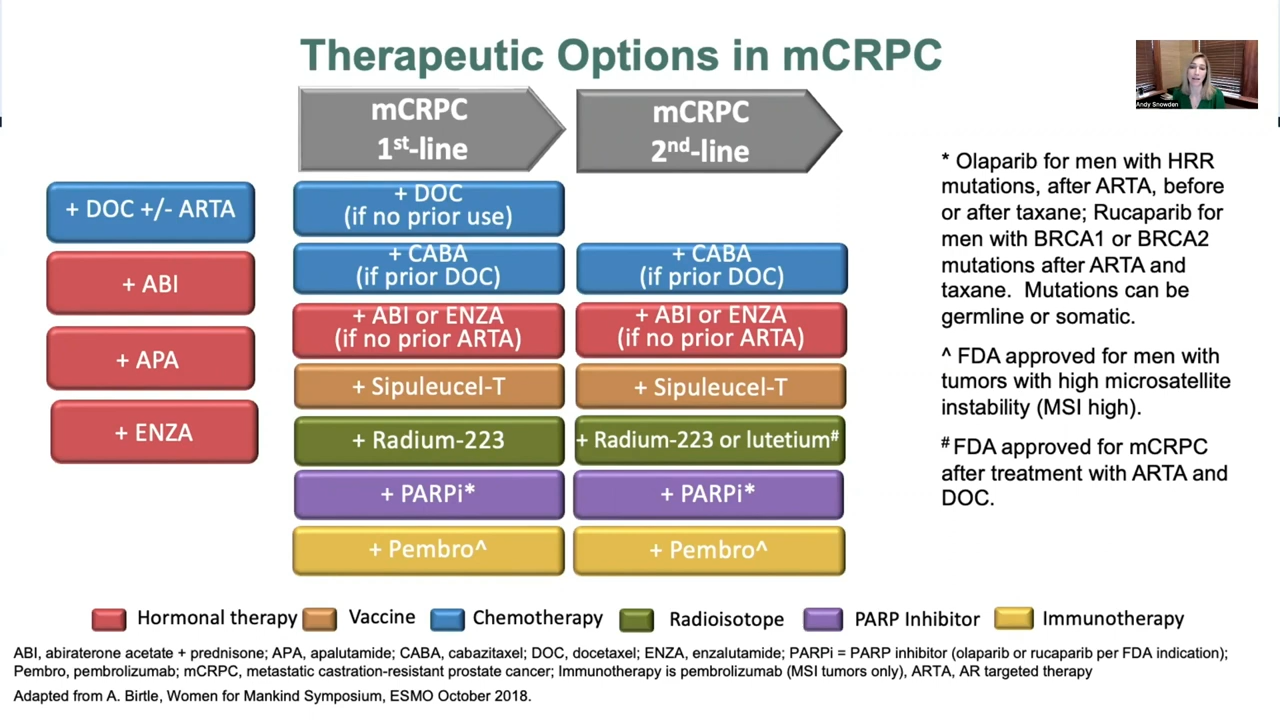 Therapeutic Options in mCRPC
Andy Snowden
mCRPC
1st-line
mCRPC
2nd-line
+ DOC +/- ARTA
+ ABI
+ APA
+ ENZA
+ DOC
(if no prior use)
+ CABA
(if prior DOC)
+ ABI or ENZA
(if no prior ARTA)
+ Sipuleucel-T
+ Radium-223
+ PARPi*
+ Pembro^
+ CABA
(if prior DOC)
+ ABI or ENZA
(if no prior ARTA)
+ Sipuleucel-T
+ Radium-223 or lutetium#
+ PARPi*
+ Pembro^
* Olaparib for men with HRR
mutations, after ARTA, before
or after taxane; Rucaparib for
men with BRCA1 or BRCA2
mutations after ARTA and
taxane. Mutations can be
germline or somatic.
^ FDA approved for men with
tumors with high microsatellite
instability (MSI high).
# FDA approved for mCRPC
after treatment with ARTA and
DOC.
Hormonal therapy
Vaccine
Chemotherapy
Radioisotope
PARP Inhibitor
Immunotherapy
ABI, abiraterone acetate + prednisone; APA, apalutamide; CABA, cabazitaxel; DOC, docetaxel; ENZA, enzalutamide; PARPi = PARP inhibitor (olaparib or rucaparib per FDA indication);
Pembro, pembrolizumab; mCRPC, metastatic castration-resistant prostate cancer; Immunotherapy is pembrolizumab (MSI tumors only), ARTA, AR targeted therapy
Adapted from A. Birtle, Women for Mankind Symposium, ESMO October 2018.